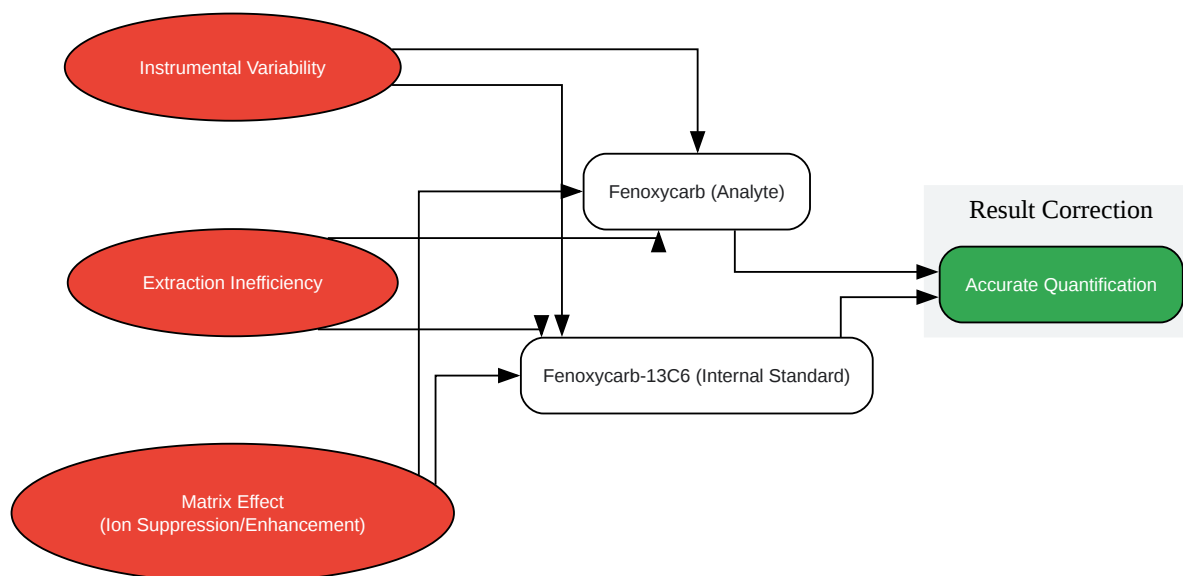 Instrumental Variability
Fenoxycarb (Analyte)
Result Correction
Extraction Inefficiency
Accurate Quantification
Fenoxycarb-13C6 (Internal Standard)
Matrix Effect
(Ion Suppression/Enhancement)